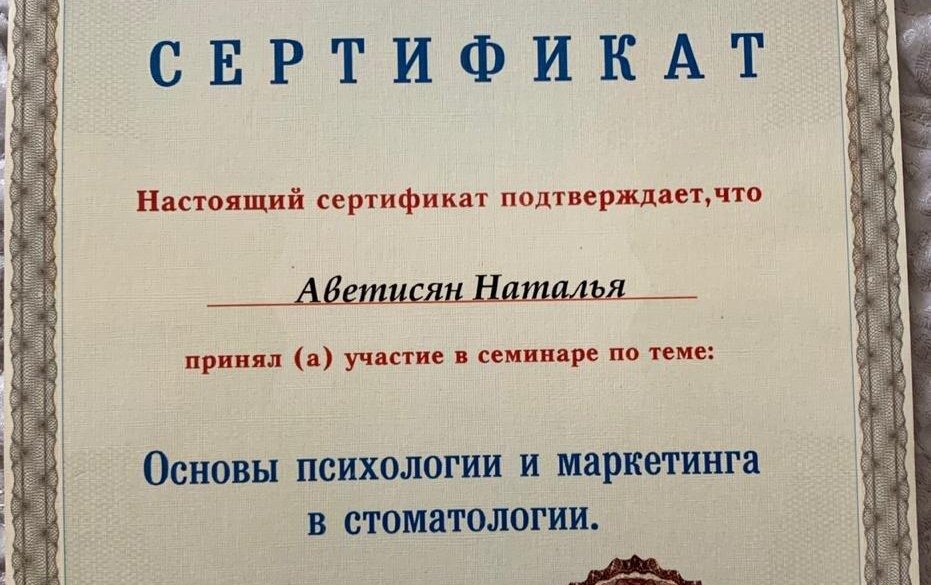 СЕРТИФИКАТ
Настоящий сертификат подтверждает,что
Аветисян Наталья
принял (а) участие в семинаре по теме:
Основы психологии и маркетинга
в стоматологии.